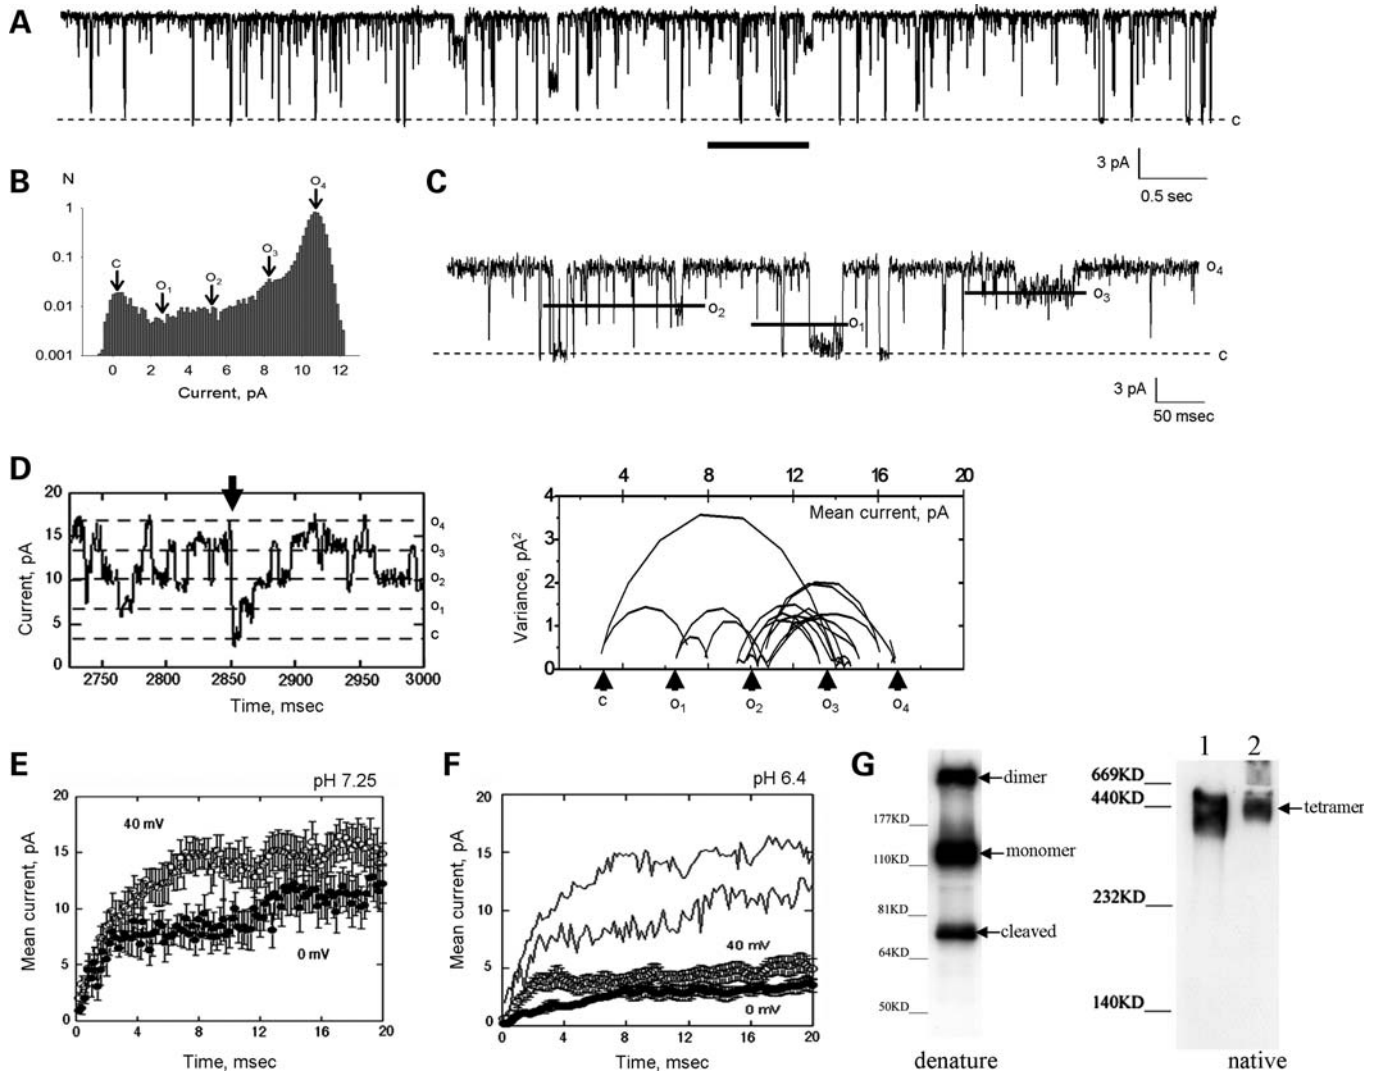 A
c
3 pA
0.5 sec
B
N
1
0.1
0.01
0.001
C
O1
O2
O3
O4
0 2 4 6 8 10 12
Current, pA
C
O4
O2
O1
O3
c
3 pA
50 msec
D
Current, pA
20
15
10
5
0
O4
O3
O2
O1
c
2750 2800 2850 2900 2950 3000
Time, msec
4 8 12 16 20
Mean current, pA
Variance, pA2
4
3
2
1
0
c O1 O2 O3 O4
E
pH 7.25
Mean current, pA
20
15
10
5
0
40 mV
0 mV
0 4 8 12 16 20
Time, msec
F
pH 6.4
Mean current, pA
20
15
10
5
0
40 mV
0 mV
0 4 8 12 16 20
Time, msec
G
177KD
110KD
81KD
64KD
50KD
dimer
monomer
cleaved
denature
1 2
669KD
440KD
232KD
140KD
tetramer
native